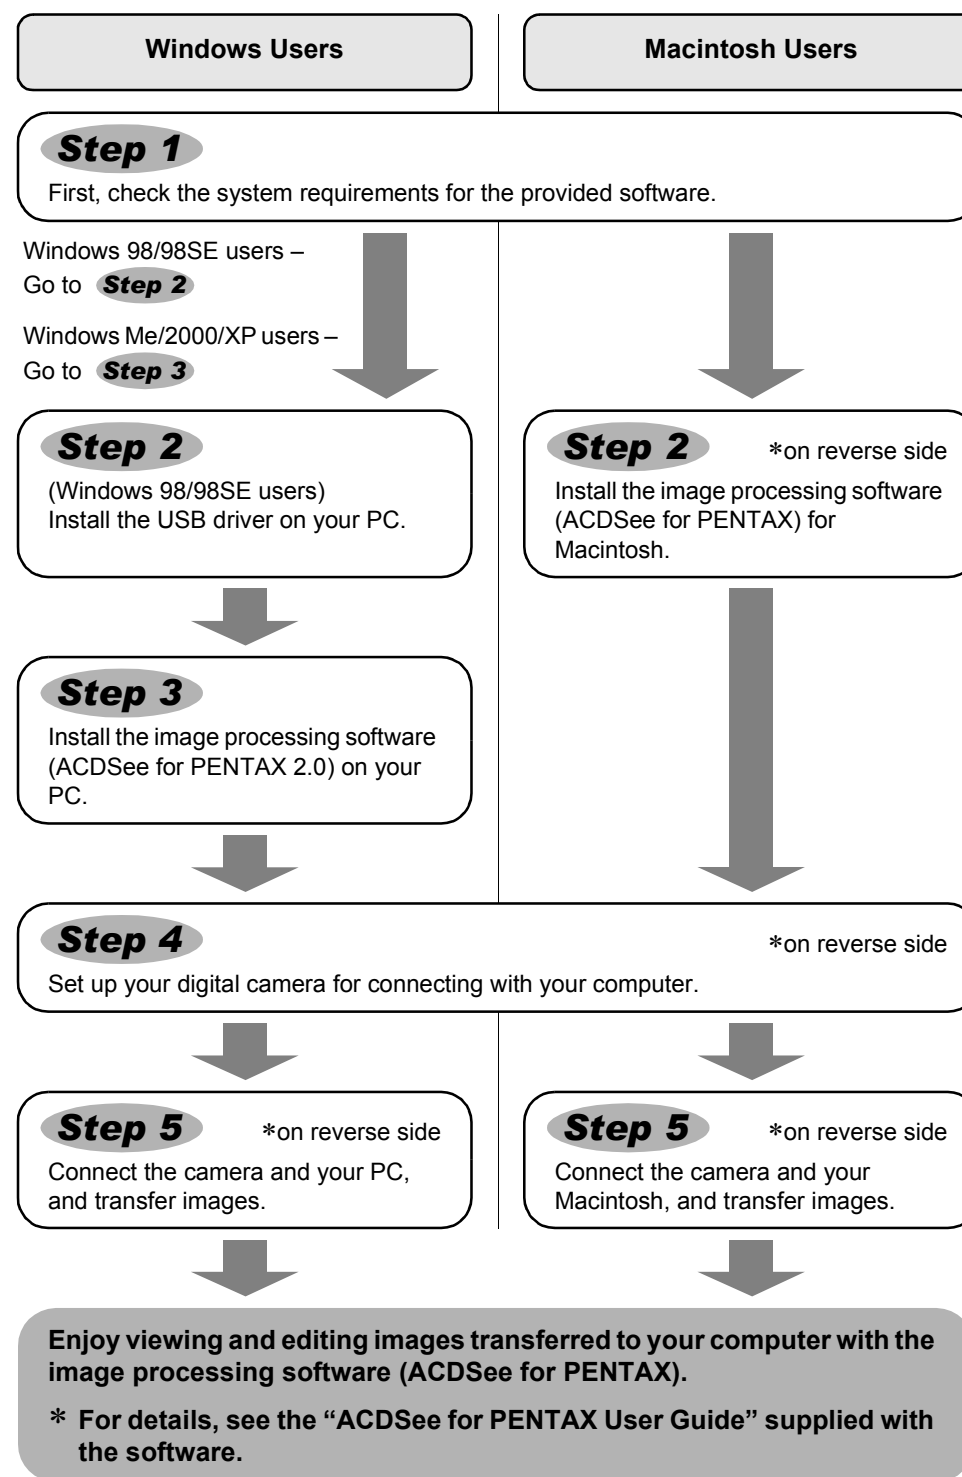 Windows Users
Macintosh Users
Step 1
First, check the system requirements for the provided software.
Windows 98/98SE users –
Go to Step 2
Windows Me/2000/XP users –
Go to Step 3
Step 2
(Windows 98/98SE users)
Install the USB driver on your PC.
Step 2 *on reverse side
Install the image processing software
(ACDSee for PENTAX) for
Macintosh.
Step 3
Install the image processing software
(ACDSee for PENTAX 2.0) on your
PC.
Step 4 *on reverse side
Set up your digital camera for connecting with your computer.
Step 5 *on reverse side
Connect the camera and your PC,
and transfer images.
Step 5 *on reverse side
Connect the camera and your
Macintosh, and transfer images.
Enjoy viewing and editing images transferred to your computer with the
image processing software (ACDSee for PENTAX).
* For details, see the “ACDSee for PENTAX User Guide” supplied with
the software.